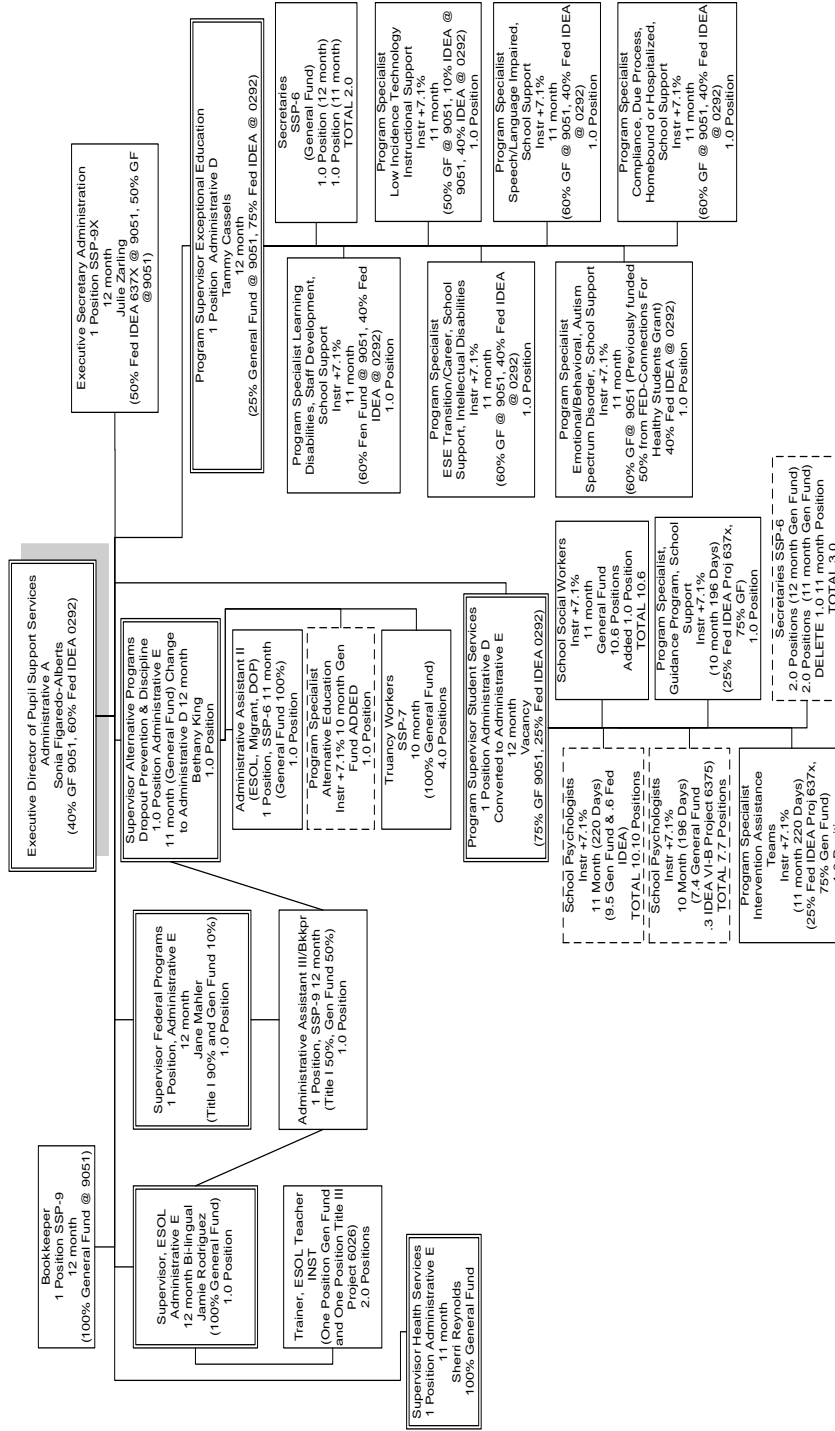 Executive Director of Pupil Support Services
Administrative A
Sonia Figaredo-Alberts
(40% GF 9051, 60% Fed IDEA 0292)
Bookkeeper
1 Position SSP-9
12 month
(100% General Fund @ 9051)
Executive Secretary Administration
1 Position SSP-9X
12 month
Julie Zarling
(50% Fed IDEA 637X @ 9051, 50% GF
@9051)
Supervisor, ESOL
Administrative E
12 month Bi-lingual
Jamie Rodriguez
(100% General Fund)
1.0 Position
Trainer, ESOL Teacher
INST
(One Position Gen Fund
and One Position Title III
Project 6026)
2.0 Positions
Supervisor Health Services
1 Position Administrative E
11 month
Sherri Reynolds
100% General Fund
Supervisor Federal Programs
1 Position, Administrative E
12 month
Jane Mahler
(Title I 90% and Gen Fund 10%)
1.0 Position
Administrative Assistant III/Bkkpr
1 Position, SSP-9 12 month
(Title I 50%, Gen Fund 50%)
1.0 Position
Supervisor Alternative Programs
Dropout Prevention & Discipline
1.0 Position Administrative E
11 month (General Fund) Change
to Administrative D 12 month
Bethany King
1.0 Position
Administrative Assistant II
(ESOL, Migrant, DOP)
1 Position, SSP-6 11 month
(General Fund 100%)
1.0 Position
Program Specialist
Alternative Education
Instr +7.1% 10 month Gen
Fund ADDED
1.0 Position
Truancy Workers
SSP-7
10 month
(100% General Fund)
4.0 Positions
Program Supervisor Student Services
1 Position Administrative D
Converted to Administrative E
12 month
Vacancy
(75% GF 9051, 25% Fed IDEA 0292)
School Psychologists
Instr +7.1%
11 Month (220 Days)
(9.5 Gen Fund & .6 Fed
IDEA)
TOTAL 10.10 Positions
School Psychologists
Instr +7.1%
10 Month (196 Days)
(7.4 General Fund
.3 IDEA VI-B Project 6375)
TOTAL 7.7 Positions
Program Specialist
Intervention Assistance
Teams
Instr +7.1%
(11 month 220 Days)
(25% Fed IDEA Proj 637x,
75% Gen Fund)
School Social Workers
Instr +7.1%
11 month
General Fund
10.6 Positions
Added 1.0 Position
TOTAL 10.6
Program Specialist,
Guidance Program, School
Support
Instr +7.1%
(10 month 196 Days)
(25% Fed IDEA Proj 637x,
75% GF)
1.0 Position
Secretaries SSP-6
2.0 Positions (12 month Gen Fund)
2.0 Positions (11 month Gen Fund)
DELETE 1.0 11 month Position
TOTAL 3.0
Program Supervisor Exceptional Education
1 Position Administrative D
Tammy Cassels
12 month
(25% General Fund @ 9051, 75% Fed IDEA @ 0292)
Program Specialist Learning
Disabilities, Staff Development,
School Support
Instr +7.1%
11 month
(60% Fen Fund @ 9051, 40% Fed
IDEA @ 0292)
1.0 Position
Program Specialist
ESE Transition/Career, School
Support, Intellectual Disabilities
Instr +7.1%
11 month
(60% GF @ 9051, 40% Fed IDEA
@ 0292)
1.0 Position
Program Specialist
Emotional/Behavioral, Autism
Spectrum Disorder, School Support
Instr +7.1%
11 month
(60% GF@ 9051 (Previously funded
50% from FED-Connections For
Healthy Students Grant)
40% Fed IDEA @ 0292)
1.0 Position
Secretaries
SSP-6
(General Fund)
1.0 Position (12 month)
1.0 Position (11 month)
TOTAL 2.0
Program Specialist
Low Incidence Technology
Instructional Support
Instr +7.1%
11 month
(50% GF @ 9051, 10% IDEA @
9051, 40% IDEA @ 0292)
1.0 Position
Program Specialist
Speech/Language Impaired,
School Support
Instr +7.1%
11 month
(60% GF @ 9051, 40% Fed IDEA
@ 0292)
1.0 Position
Program Specialist
Compliance, Due Process,
Homebound or Hospitalized,
School Support
Instr +7.1%
11 month
(60% GF @ 9051, 40% Fed IDEA
@ 0292)
1.0 Position